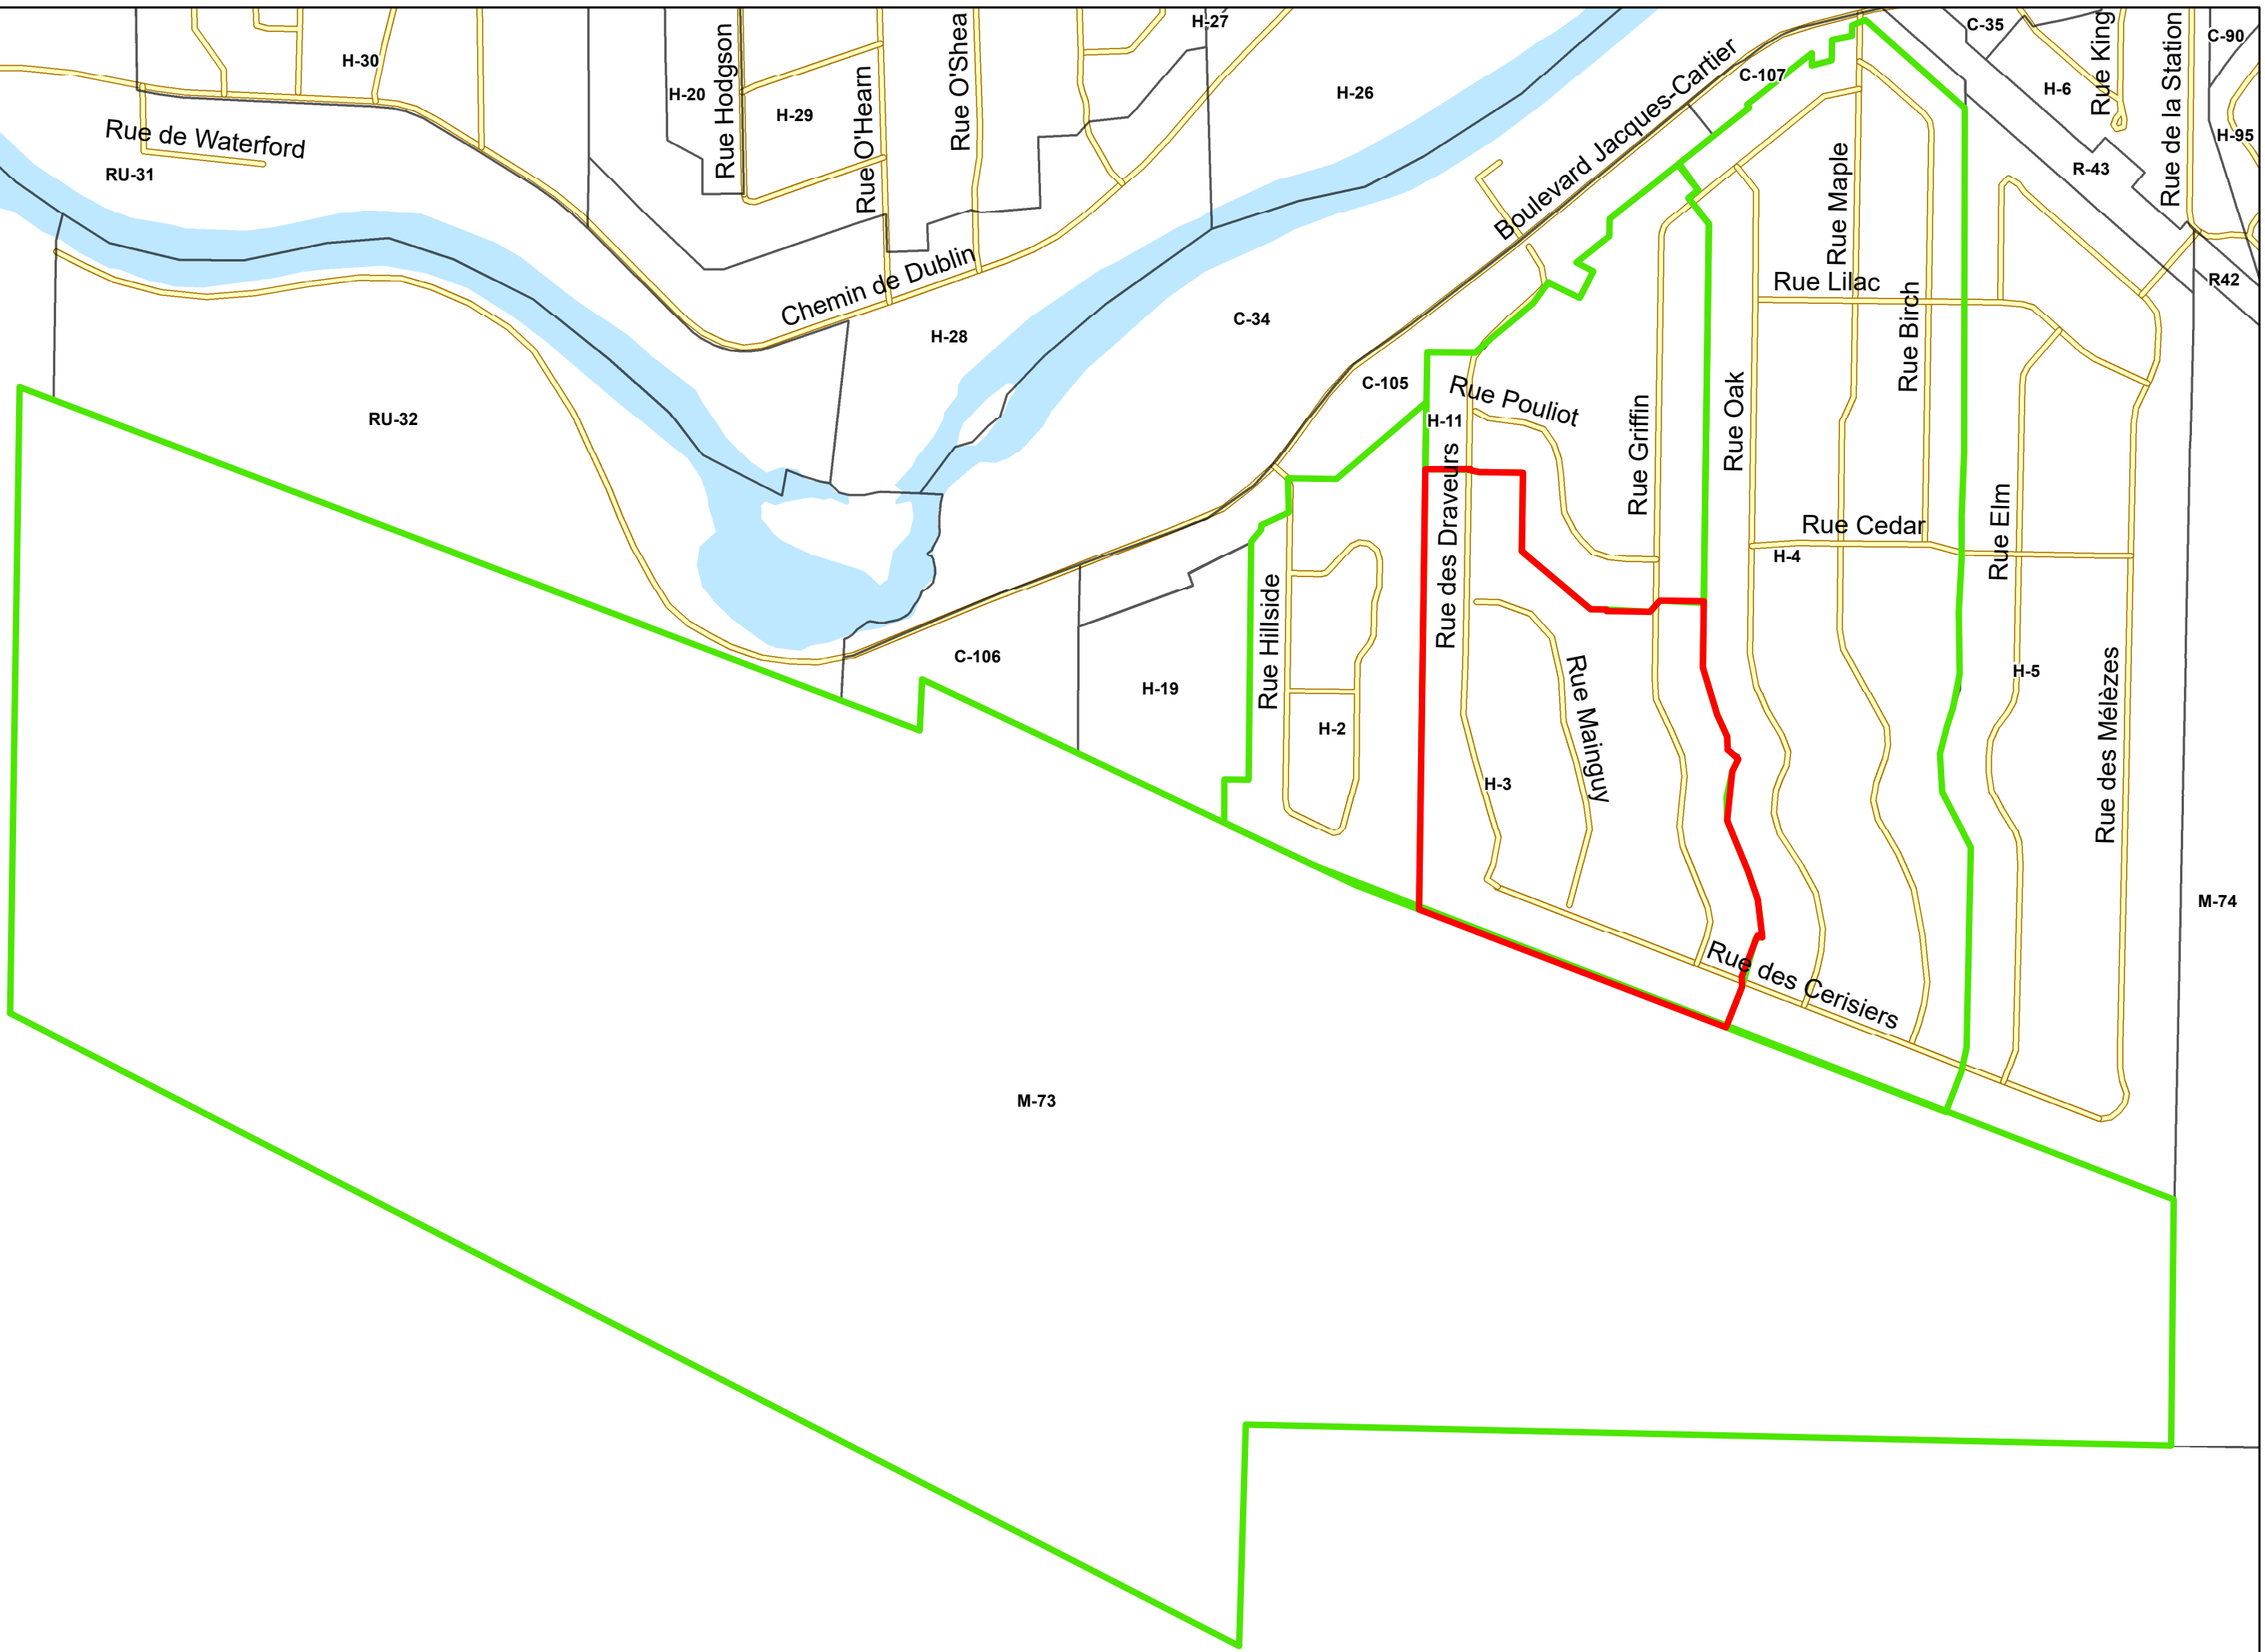 H-27
C-35
C-90
H-30
Rue Hodgson
Rue O'Shea
Rue King
Rue de la Station
H-20
H-29
H-26
C-107
H-6
Rue O'Hearn
Boulevard Jacques-Cartier
Rue de Waterford
H-95
RU-31
R-43
Rue Maple
Chemin de Dublin
Rue Lilac
R42
H-28
C-34
Rue Birch
C-105
Rue Pouliot
RU-32
H-11
Rue Griffin
Rue Oak
Rue des Draveurs
Rue Cedar
Rue Elm
H-4
Rue Hillside
C-106
H-19
Rue Mainguy
H-5
Rue des Mélèzes
H-2
H-3
M-74
Rue des Cerisiers
M-73